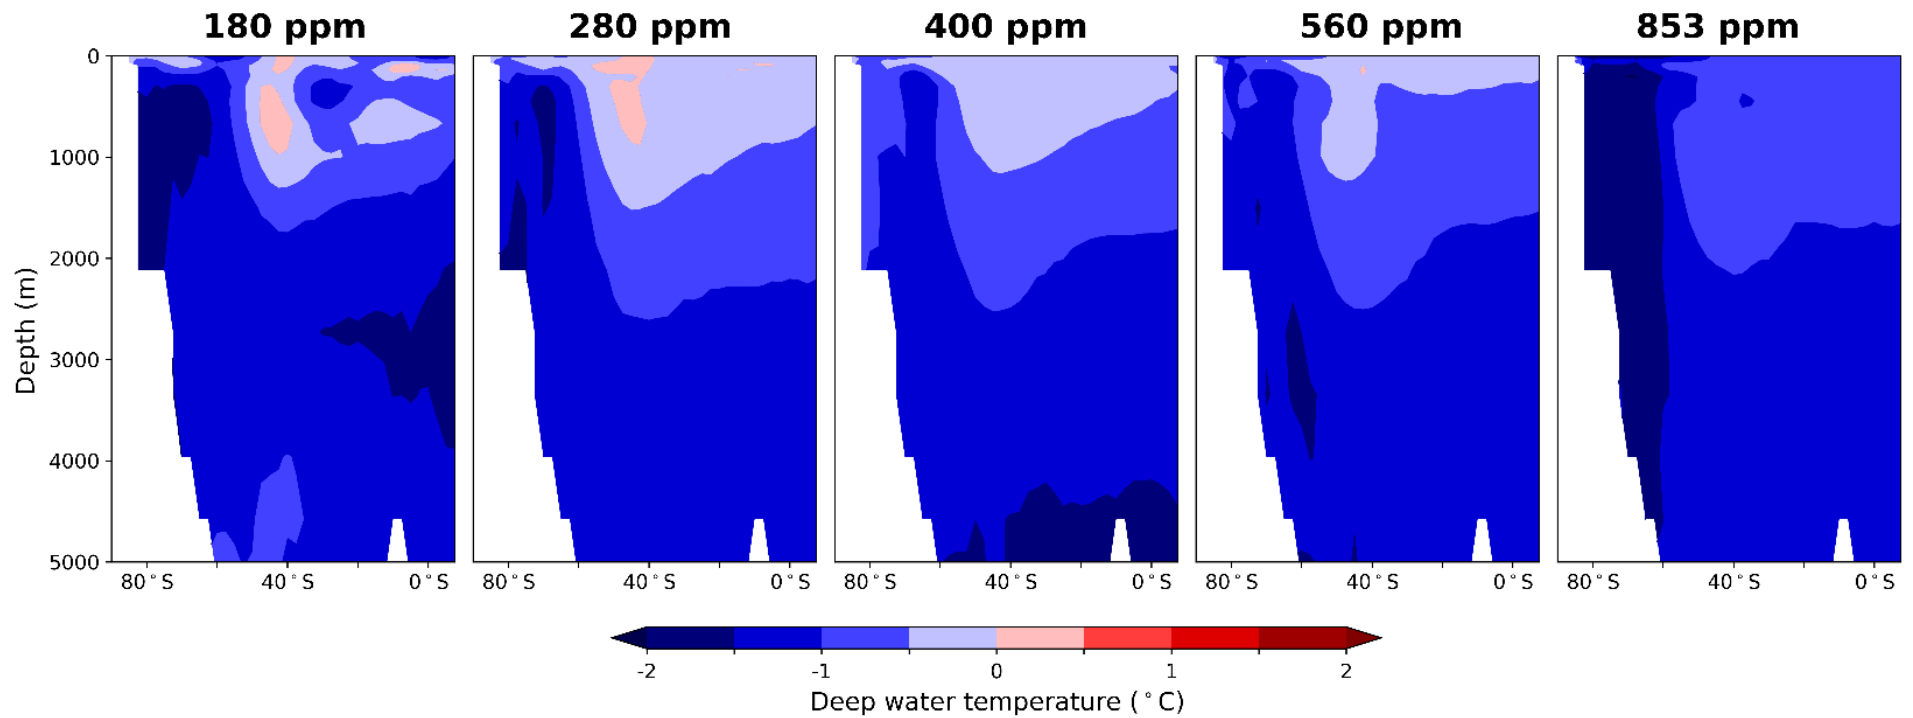 180 ppm 280 ppm 400 ppm 560 ppm 853 ppm
0
1000
2000
3000
4000
5000
Depth (m)
80°S 40°S 0°S 80°S 40°S 0°S 80°S 40°S 0°S 80°S 40°S 0°S 80°S 40°S 0°S
-2 -1 0 1 2
Deep water temperature (°C)